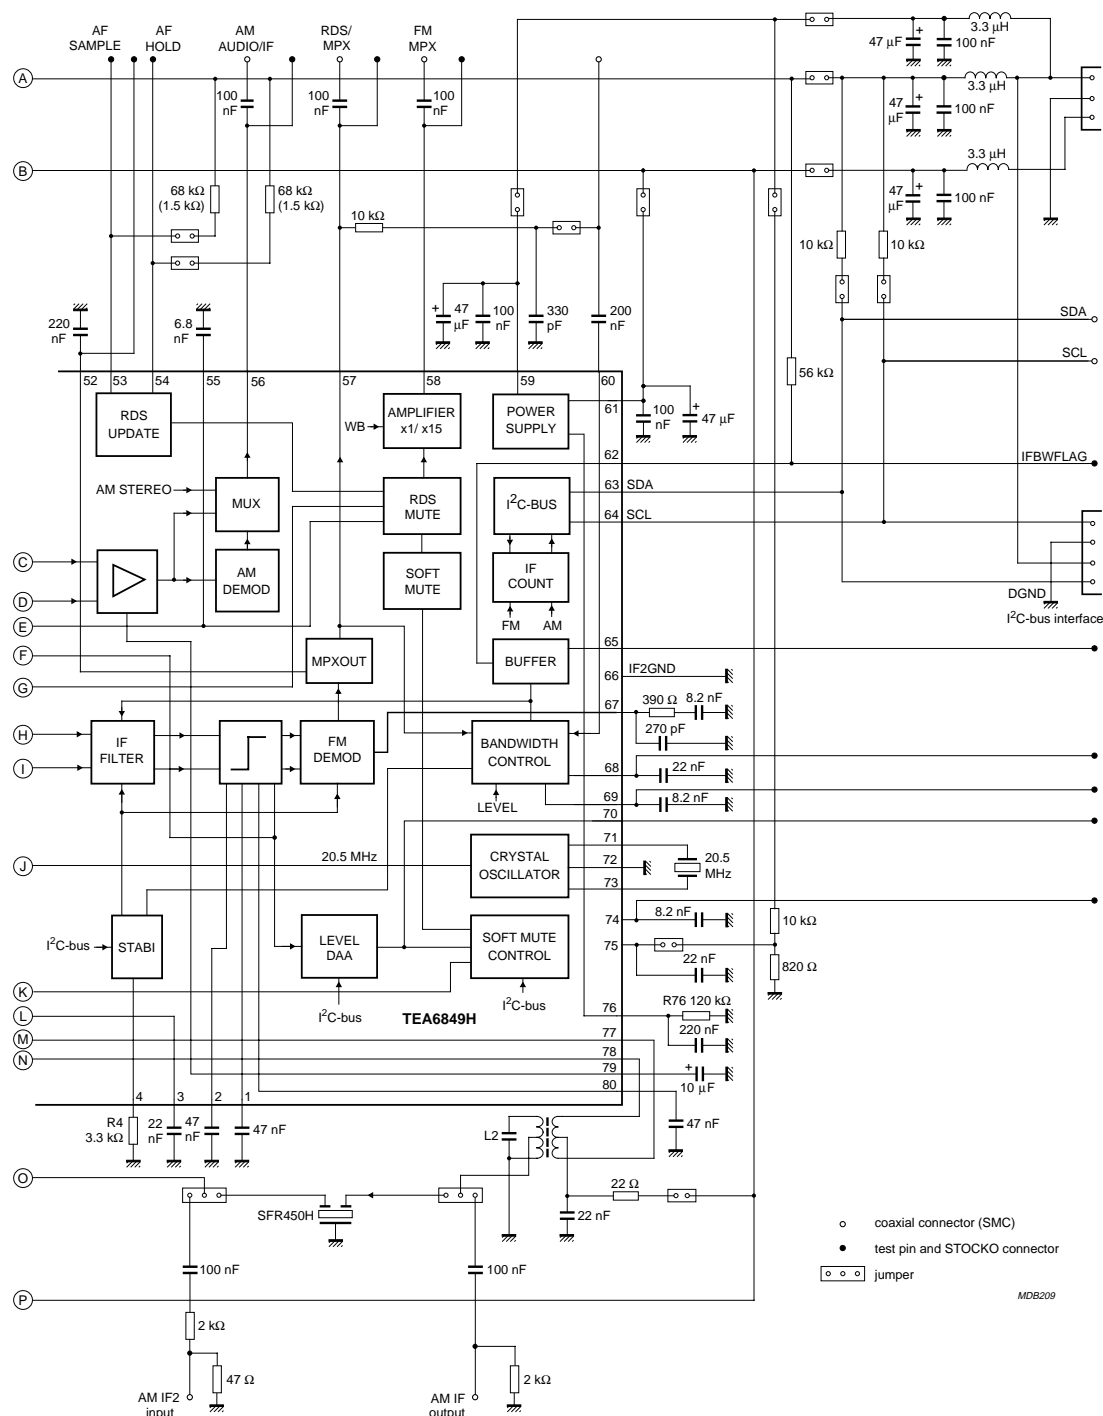 AF
SAMPLE
AF
HOLD
AM
AUDIO/IF
RDS/
MPX
FM
MPX
47 μF
+
100 nF
3.3 μH
A
100
nF
100
nF
100
nF
47
μF
+
100 nF
3.3 μH
B
68 kΩ
(1.5 kΩ)
68 kΩ
(1.5 kΩ)
10 kΩ
47
μF
+
100 nF
3.3 μH
10 kΩ
10 kΩ
220
nF
6.8
nF
+
47
μF
100
nF
330
pF
200
nF
SDA
SCL
56 kΩ
52
53
54
55
56
57
58
59
60
61
100
nF
+
47 μF
RDS
UPDATE
WB
AMPLIFIER
x1/ x15
POWER
SUPPLY
62
IFBWFLAG
AM STEREO
MUX
RDS
MUTE
I2C-BUS
63
SDA
64
SCL
C
D
E
F
G
AM
DEMOD
SOFT
MUTE
IF
COUNT
FM
AM
DGND
I2C-bus interface
MPXOUT
BUFFER
65
66
IF2GND
67
390 Ω
8.2 nF
270 pF
H
I
IF
FILTER
FM
DEMOD
BANDWIDTH
CONTROL
LEVEL
68
22 nF
69
8.2 nF
70
J
20.5 MHz
CRYSTAL
OSCILLATOR
71
72
73
20.5
MHz
74
8.2 nF
10 kΩ
75
22 nF
820 Ω
I2C-bus
STABI
LEVEL
DAA
SOFT MUTE
CONTROL
K
I2C-bus
I2C-bus
L
M
N
TEA6849H
76
R76 120 kΩ
220 nF
77
78
79
+
10 μF
80
4
3
2
1
R4
3.3 kΩ
22
nF
47
nF
47 nF
L2
47 nF
O
SFR450H
22 Ω
22 nF
100 nF
100 nF
P
2 kΩ
47 Ω
2 kΩ
AM IF2
input
AM IF
output
coaxial connector (SMC)
test pin and STOCKO connector
jumper
MDB209